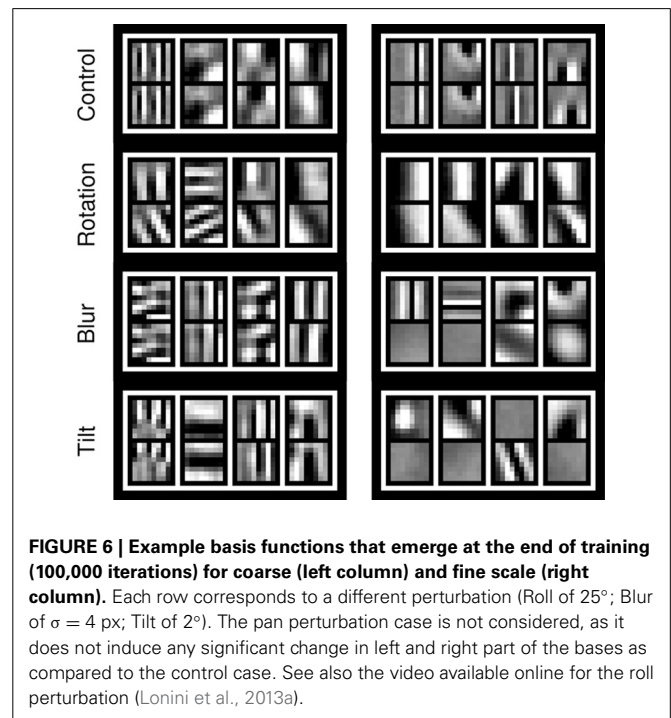 Control
Rotation
Blur
Tilt
FIGURE 6 | Example basis functions that emerge at the end of training
(100,000 iterations) for coarse (left column) and fine scale (right
column). Each row corresponds to a different perturbation (Roll of 25°; Blur
of σ = 4 px; Tilt of 2°). The pan perturbation case is not considered, as it
does not induce any significant change in left and right part of the bases as
compared to the control case. See also the video available online for the roll
perturbation (Lonini et al., 2013a).